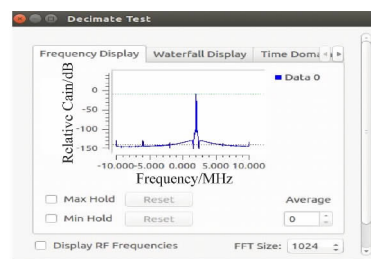 Decimate Test
Frequency Display Waterfall Display Time Doma
Data 0
Relative Cain/dB
0
-50
-100
-150
-10.000-5.000 0.000 5.000 10.000
Frequency/MHz
Max Hold Reset Average
Min Hold Reset 0
Display RF Frequencies FFT Size: 1024